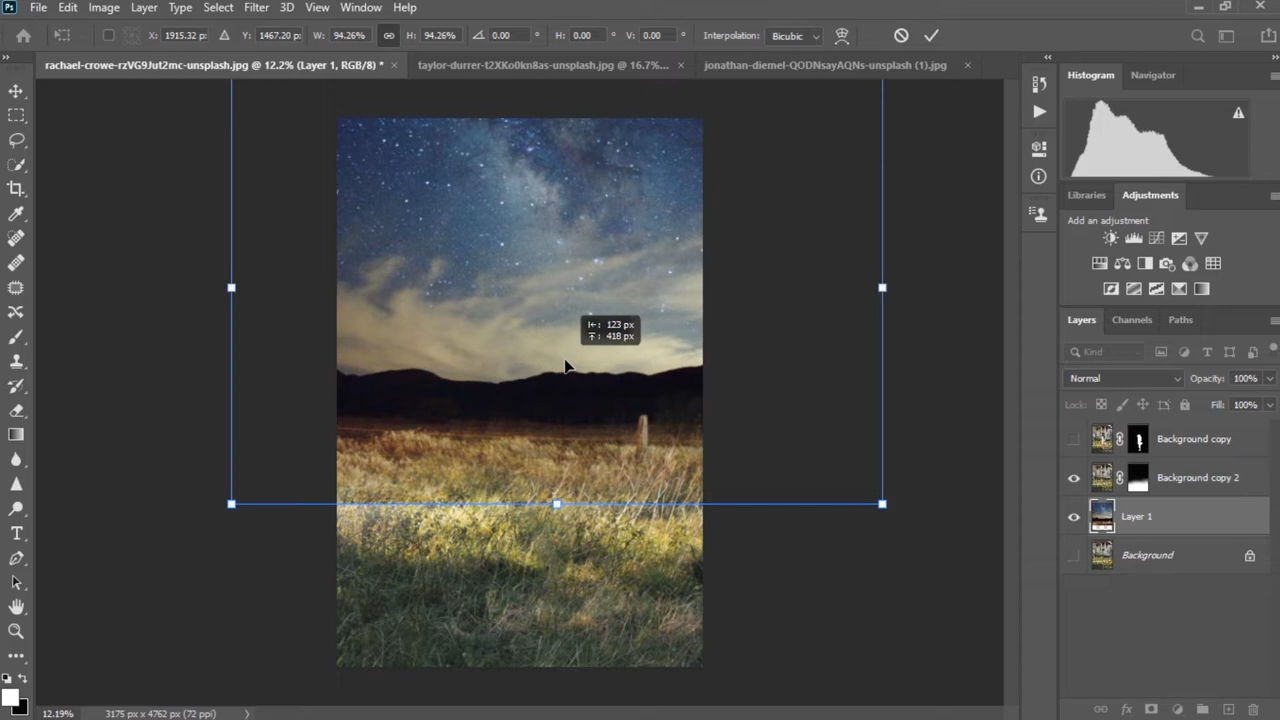 Ps File Edit Image Layer Type Select Filter 3D View Window Help
X: 1915.32 px Y: 1467.20 px W: 94.26% H: 94.26% 0.00 ° H: 0.00 ° V: 0.00 ° Interpolation: Bicubic
rachael-crowe-rzVG9Jut2mc-unsplash.jpg @ 12.2% (Layer 1, RGB/8) * × taylor-durrer-t2XKo0kn8as-unsplash.jpg @ 16.7%... × jonathan-diemel-QODNsayAQNs-unsplash (1).jpg ×
Histogram Navigator
Libraries Adjustments
Add an adjustment
123 px
418 px
Layers Channels Paths
Kind
Normal Opacity: 100%
Lock: Fill: 100%
Background copy
Background copy 2
Layer 1
Background
fx
12.19% 3175 px x 4762 px (72 ppi)